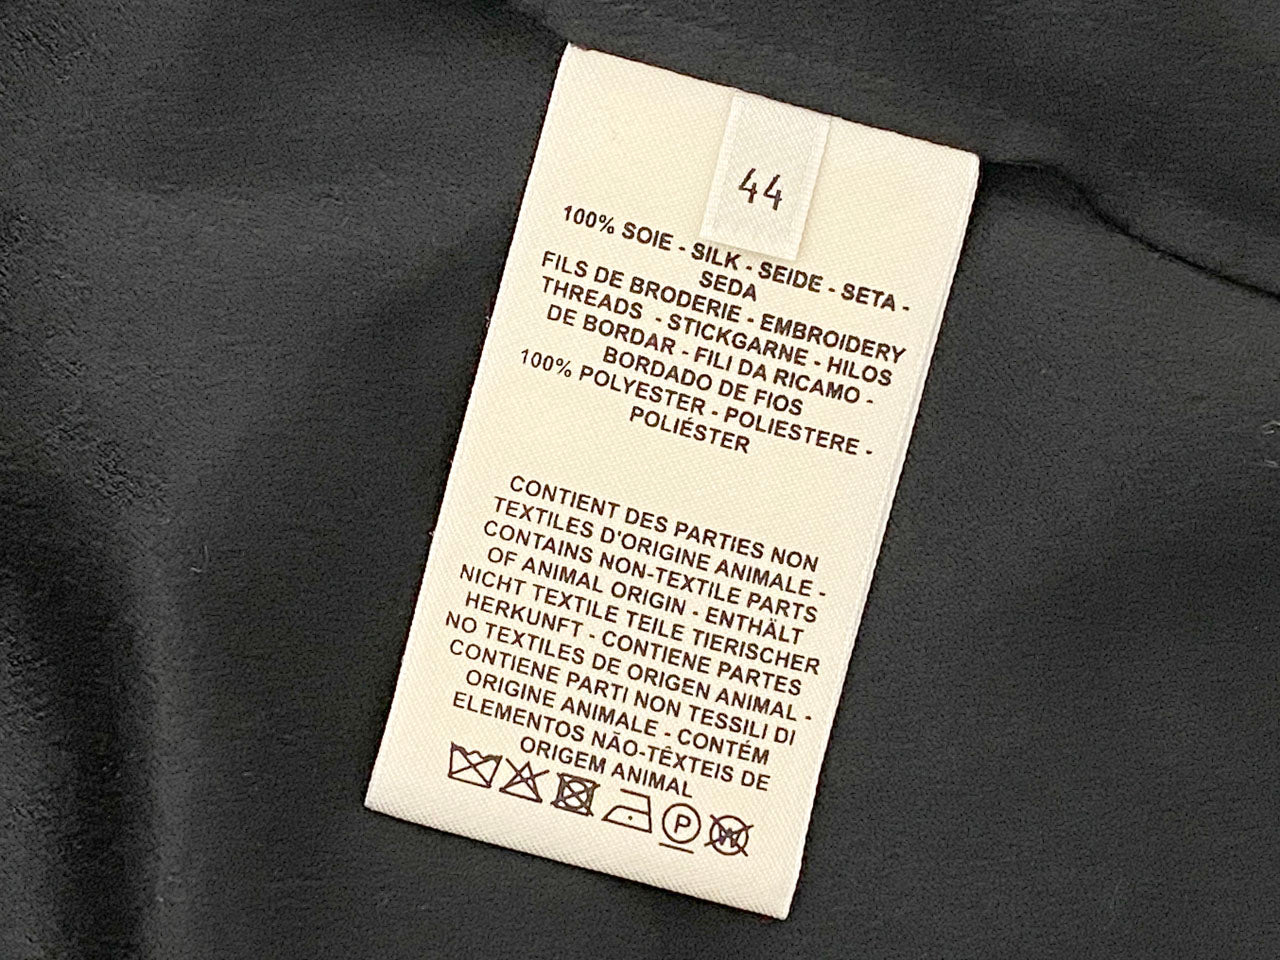 44
100% SOIE - SILK - SEIDE - SETA -
SEDA
FILS DE BRODERIE - EMBROIDERY
THREADS - STICKGARNE - HILOS
DE BORDAR - FILI DA RICAMO -
BORDADO DE FIOS
100% POLYESTER - POLIESTERE -
POLIÉSTER
CONTIENT DES PARTIES NON
TEXTILES D'ORIGINE ANIMALE -
CONTAINS NON-TEXTILE PARTS
OF ANIMAL ORIGIN - ENTHÄLT
NICHT TEXTILE TEILE TIERISCHER
HERKUNFT - CONTIENE PARTES
NO TEXTILES DE ORIGEN ANIMAL -
CONTIENE PARTI NON TESSILI DI
ORIGINE ANIMALE - CONTÉM
ELEMENTOS NÃO-TÊXTEIS DE
ORIGEM ANIMAL
P W